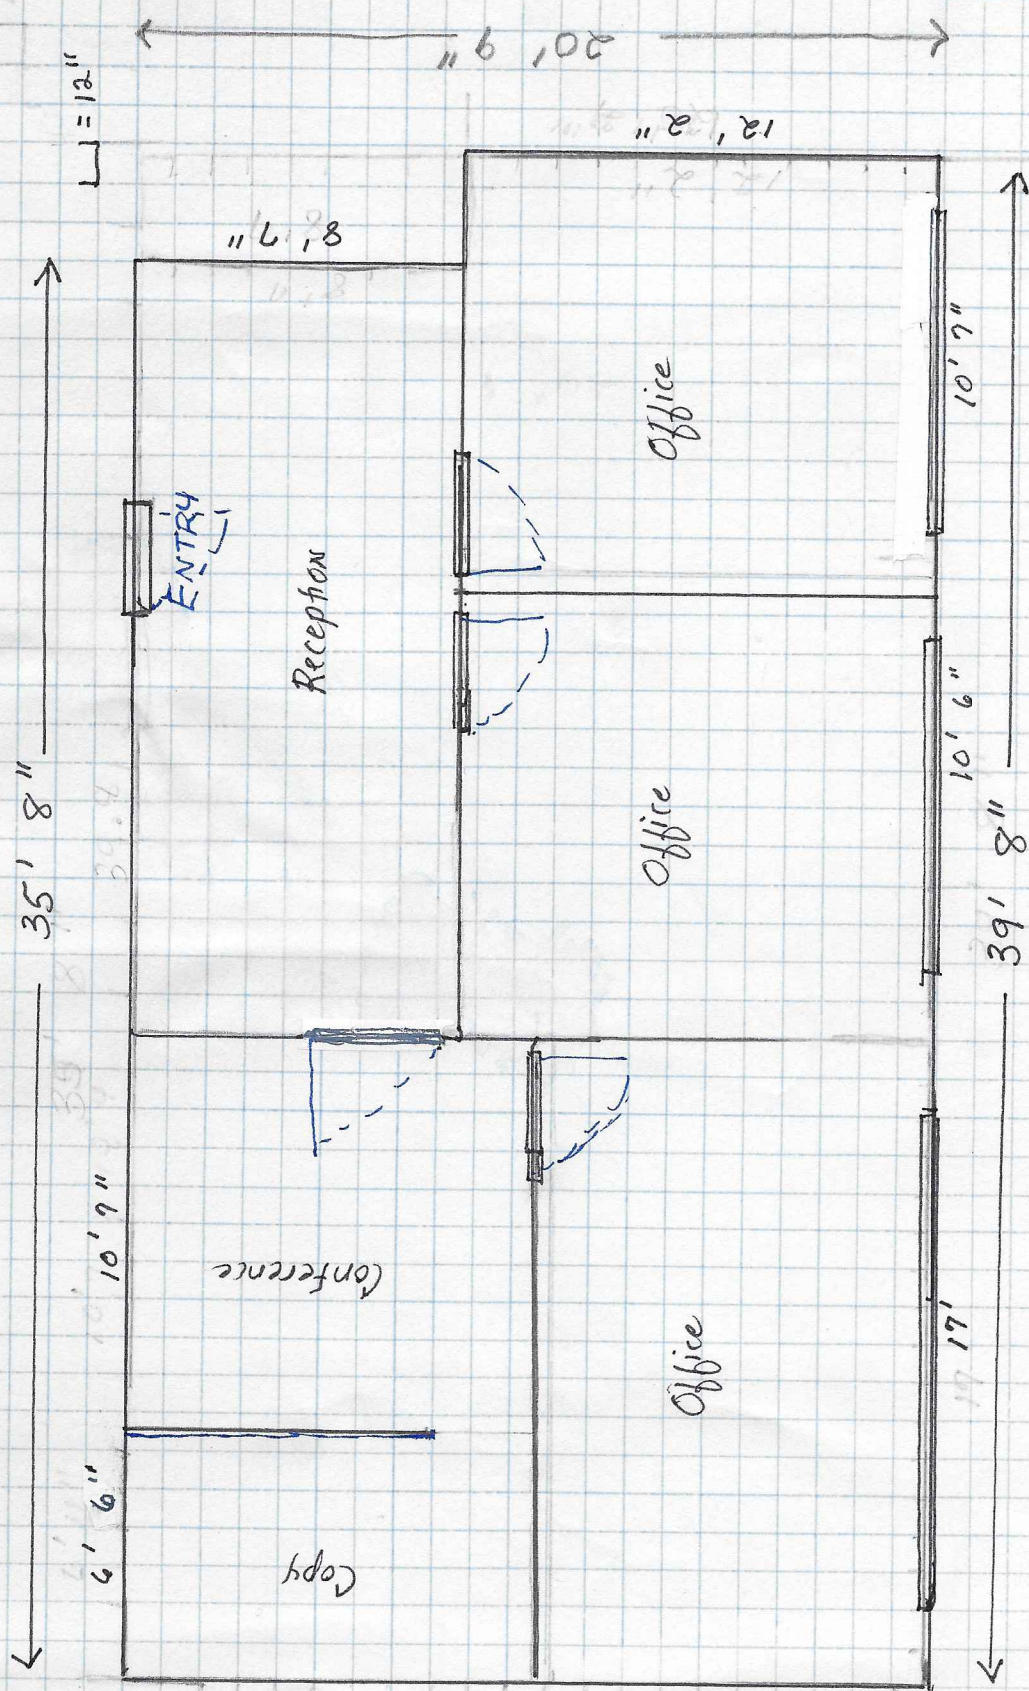 20' 9"
[_] = 12"
12' 2"
8' 7"
35' 8"
ENTRY
Reception
Office
10' 7"
Office
10' 6"
39' 8"
10' 7"
Conference
Office
17'
6' 6"
Copy